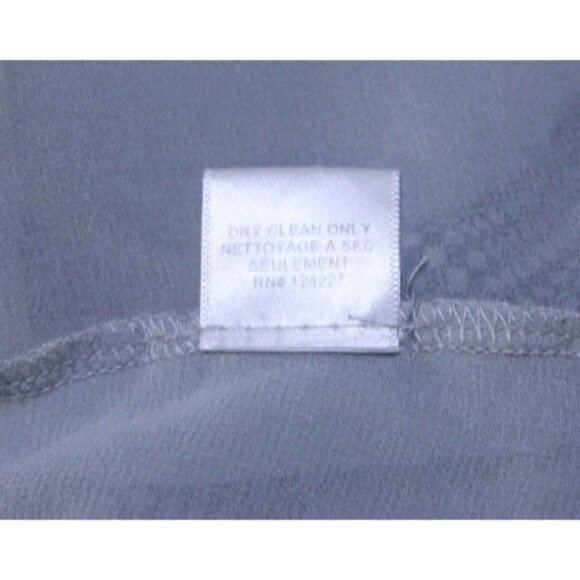 DRY CLEAN ONLY
NETTOYAGE A SEC
SEULEMENT
RN# 124227